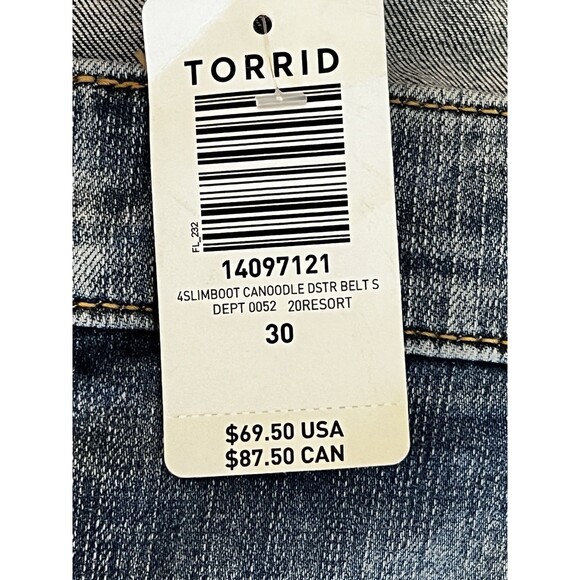 TORRID
FL_232
14097121
4SLIMBOOT CANOODLE DSTR BELT S
DEPT 0052 20RESORT
30
$69.50 USA
$87.50 CAN